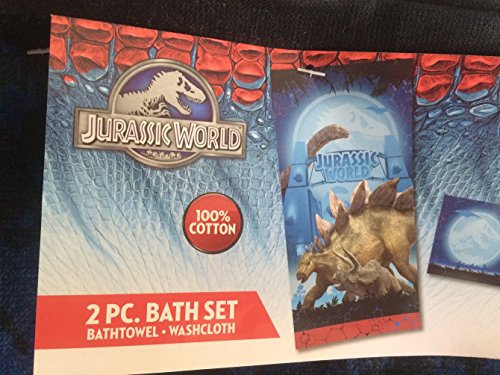 JURASSIC WORLD
100%
COTTON
2 PC. BATH SET
BATHTOWEL • WASHCLOTH
JURASSIC
WORLD